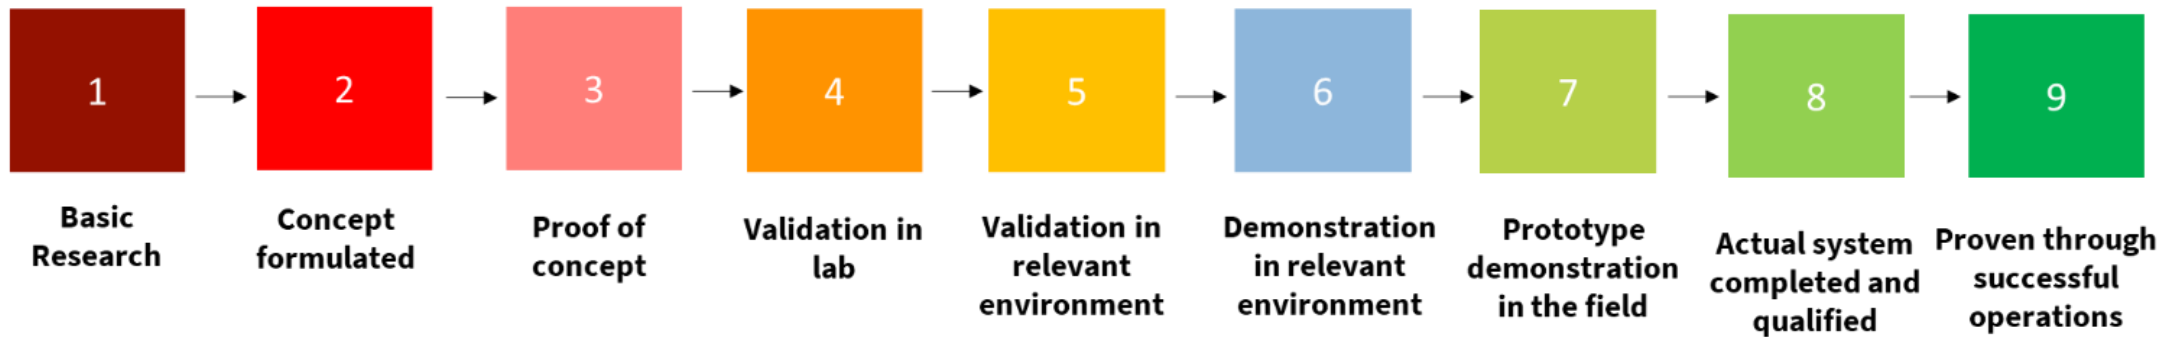 1
2
3
4
5
6
7
8
9
Basic
Research
Concept
formulated
Proof of
concept
Validation in
lab
Validation in
relevant
environment
Demonstration
in relevant
environment
Prototype
demonstration
in the field
Actual system
completed and
qualified
Proven through
successful
operations